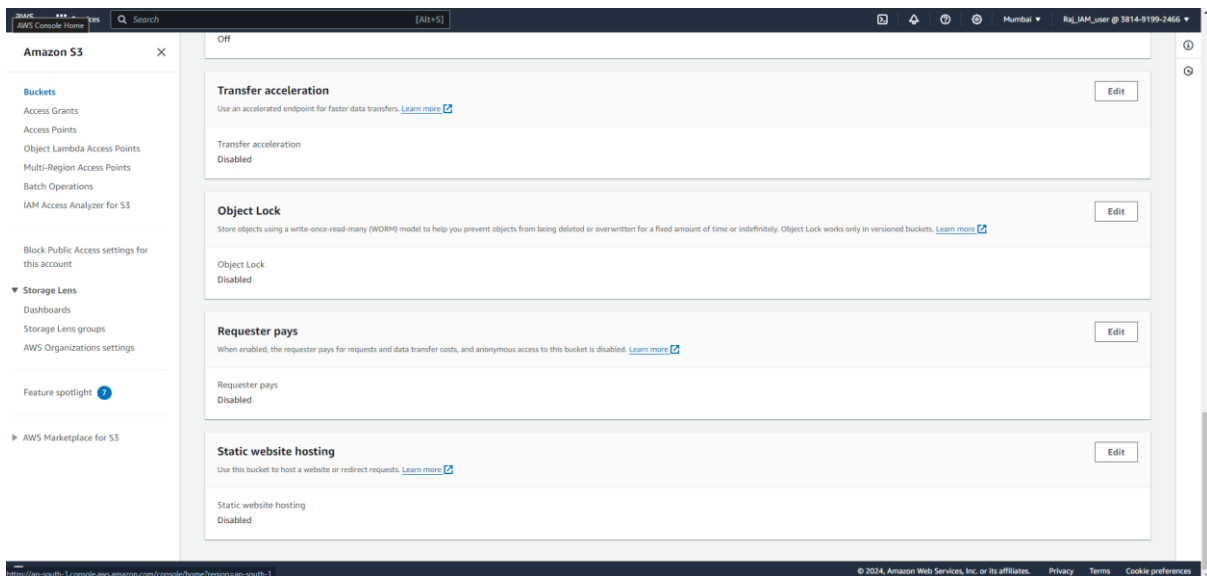 AWS Console Home
Search
[Alt+S]
Mumbai
Raj_IAM_user @ 3814-9199-2466
Amazon S3
Buckets
Access Grants
Access Points
Object Lambda Access Points
Multi-Region Access Points
Batch Operations
IAM Access Analyzer for S3
Block Public Access settings for
this account
Storage Lens
Dashboards
Storage Lens groups
AWS Organizations settings
Feature spotlight 7
AWS Marketplace for S3
Off
Transfer acceleration
Edit
Use an accelerated endpoint for faster data transfers. Learn more
Transfer acceleration
Disabled
Object Lock
Edit
Store objects using a write-once-read-many (WORM) model to help you prevent objects from being deleted or overwritten for a fixed amount of time or indefinitely. Object Lock works only in versioned buckets. Learn more
Object Lock
Disabled
Requester pays
Edit
When enabled, the requester pays for requests and data transfer costs, and anonymous access to this bucket is disabled. Learn more
Requester pays
Disabled
Static website hosting
Edit
Use this bucket to host a website or redirect requests. Learn more
Static website hosting
Disabled
https://ap-south-1.console.aws.amazon.com/console/home?region=ap-south-1
© 2024, Amazon Web Services, Inc. or its affiliates. Privacy Terms Cookie preferences